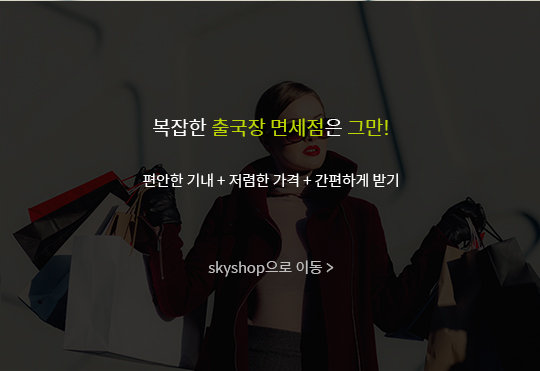 복잡한 출국장 면세점은 그만!
편안한 기내 + 저렴한 가격 + 간편하게 받기
skyshop으로 이동 >